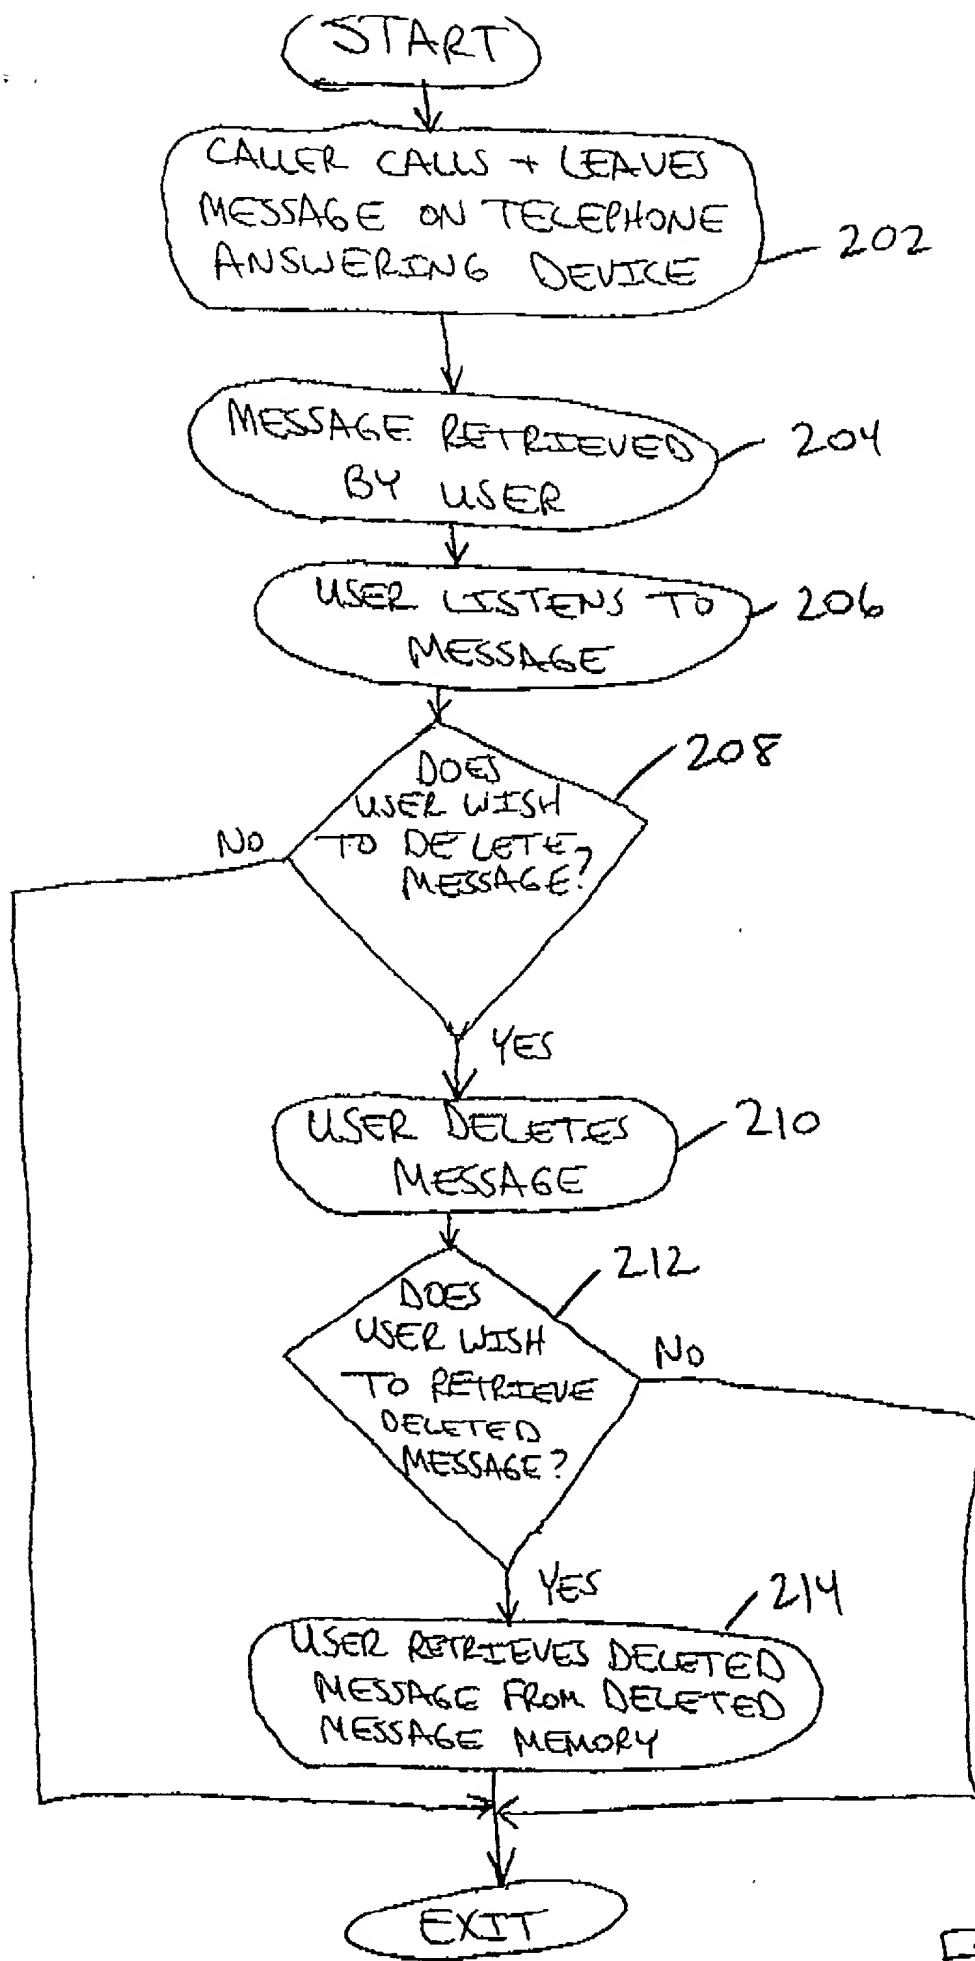 START
CALLER CALLS + LEAVES
MESSAGE ON TELEPHONE
ANSWERING DEVICE
202
MESSAGE RETRIEVED
BY USER
204
USER LISTENS TO
MESSAGE
206
DOES
USER WISH
TO DELETE
MESSAGE?
208
NO
YES
USER DELETES
MESSAGE
210
DOES
USER WISH
TO RETRIEVE
DELETED
MESSAGE?
212
NO
YES
USER RETRIEVES DELETED
MESSAGE FROM DELETED
MESSAGE MEMORY
214
EXIT